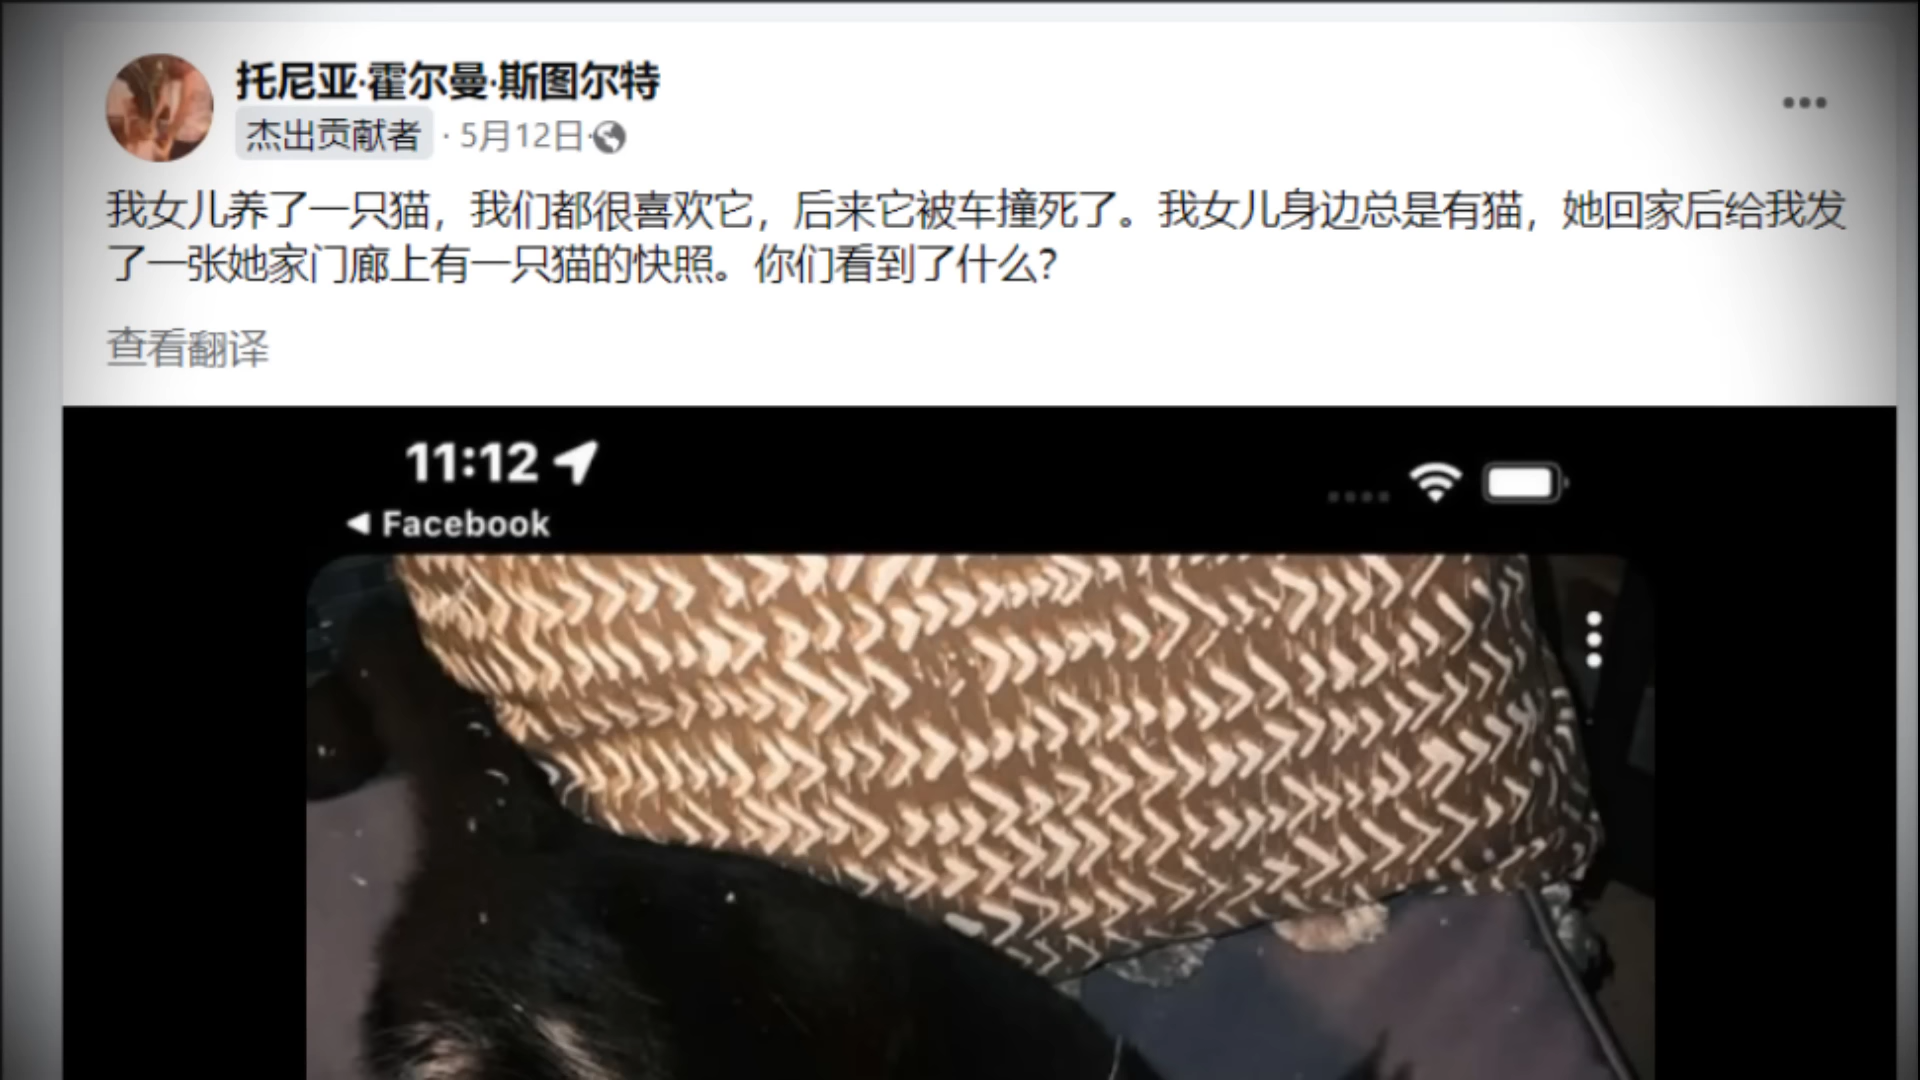 托尼亚·霍尔曼·斯图尔特
杰出贡献者 · 5月12日·
我女儿养了一只猫，我们都很喜欢它，后来它被车撞死了。我女儿身边总是有猫，她回家后给我发
了一张她家门廊上有一只猫的快照。你们看到了什么？
查看翻译
11:12
Facebook